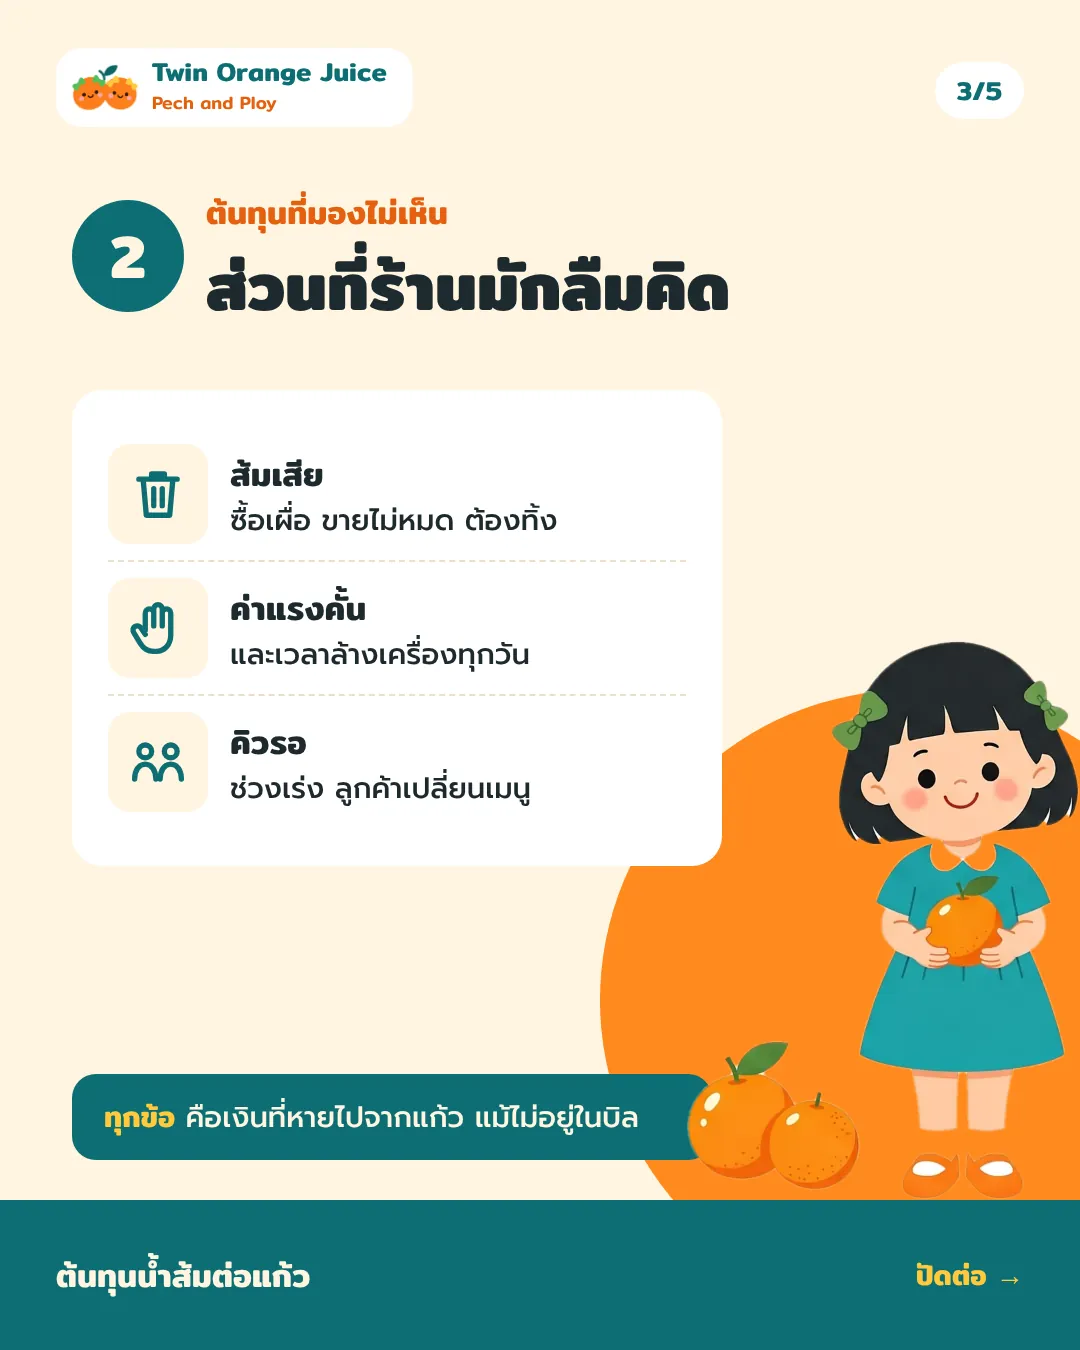 Twin Orange Juice
Pech and Ploy
3/5
2
ต้นทุนที่มองไม่เห็น
ส่วนที่ร้านมักลืมคิด
ส้มเสีย
ซื้อเผื่อ ขายไม่หมด ต้องทิ้ง
ค่าแรงคั้น
และเวลาล้างเครื่องทุกวัน
คิวรอ
ช่วงเร่ง ลูกค้าเปลี่ยนเมนู
ทุกข้อ คือเงินที่หายไปจากแก้ว แม้ไม่อยู่ในบิล
ต้นทุนน้ำส้มต่อแก้ว
ปัดต่อ →